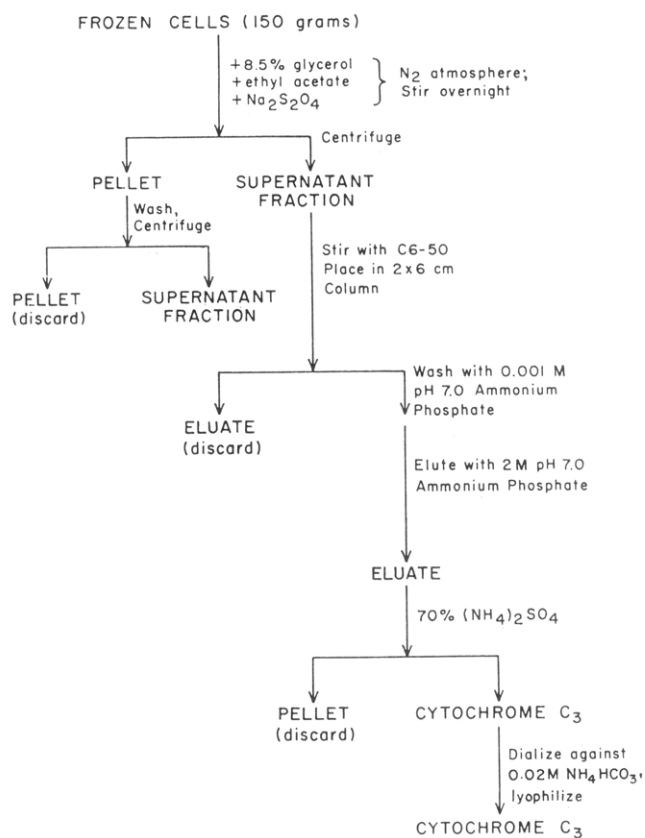 FROZEN CELLS (150 grams)
+8.5% glycerol
+ethyl acetate
+Na₂S₂O₄
N₂ atmosphere;
Stir overnight
Centrifuge
PELLET
SUPERNATANT
FRACTION
Wash,
Centrifuge
PELLET
(discard)
SUPERNATANT
FRACTION
Stir with C6-50
Place in 2x6 cm
Column
ELUATE
(discard)
Wash with 0.001 M
pH 7.0 Ammonium
Phosphate
Elute with 2M pH 7.0
Ammonium Phosphate
ELUATE
70% (NH₄)₂SO₄
PELLET
(discard)
CYTOCHROME C₃
Dialize against
0.02M NH₄HCO₃,
lyophilize
CYTOCHROME C₃